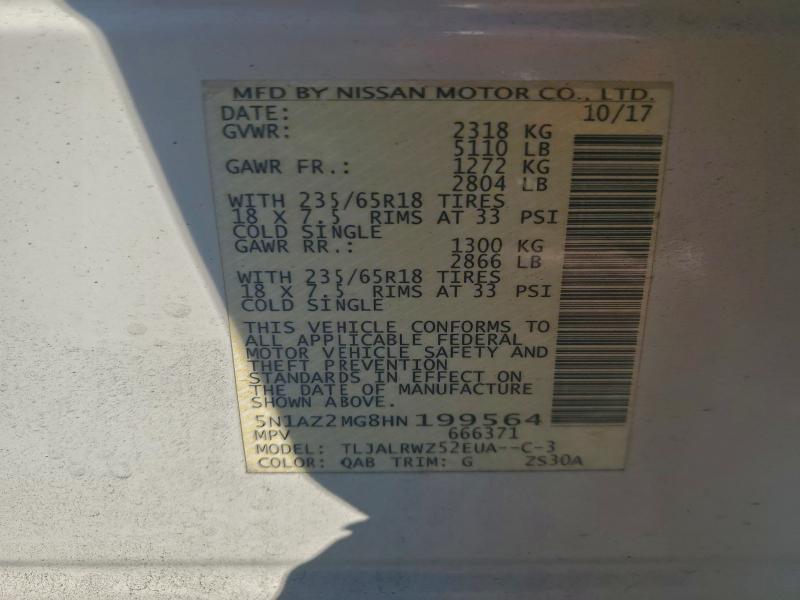 MFD BY NISSAN MOTOR CO., LTD.
DATE: 10/17
GVWR: 2318 KG
5110 LB
GAWR FR.: 1272 KG
2804 LB
WITH 235/65R18 TIRES
18 X 7.5 RIMS AT 33 PSI
COLD SINGLE
GAWR RR.: 1300 KG
2866 LB
WITH 235/65R18 TIRES
18 X 7.5 RIMS AT 33 PSI
COLD SINGLE
THIS VEHICLE CONFORMS TO
ALL APPLICABLE FEDERAL
MOTOR VEHICLE SAFETY AND
THEFT PREVENTION
STANDARDS IN EFFECT ON
THE DATE OF MANUFACTURE
SHOWN ABOVE.
5N1AZ2MG8HN199564
MPV 666371
MODEL: TLJALRWZ52EUA--C-3
COLOR: QAB TRIM: G ZS30A